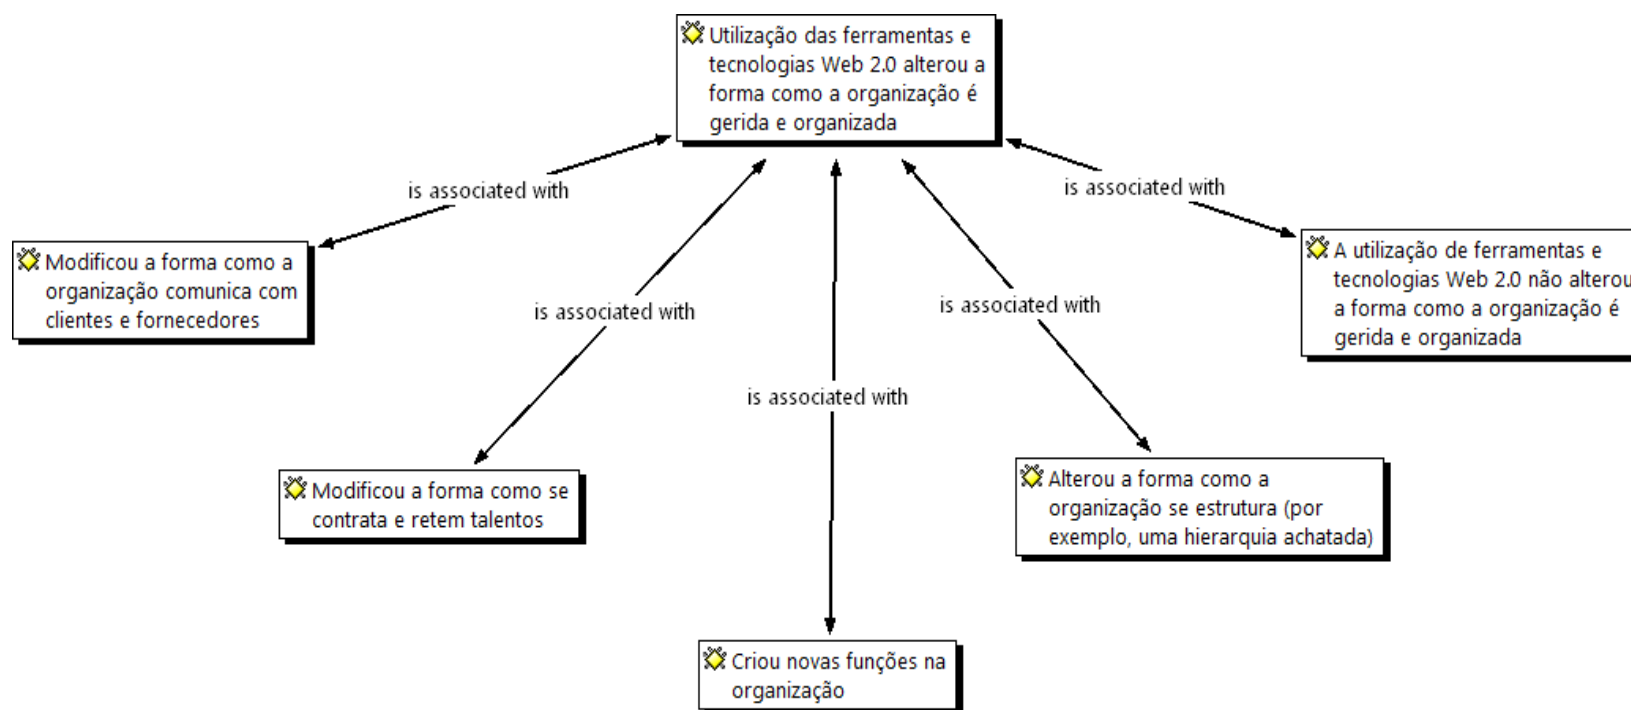 Utilização das ferramentas e
tecnologias Web 2.0 alterou a
forma como a organização é
gerida e organizada
is associated with
is associated with
is associated with
is associated with
is associated with
Modificou a forma como a
organização comunica com
clientes e fornecedores
A utilização de ferramentas e
tecnologias Web 2.0 não alterou
a forma como a organização é
gerida e organizada
Modificou a forma como se
contrata e retem talentos
Alterou a forma como a
organização se estrutura (por
exemplo, uma hierarquia achatada)
Criou novas funções na
organização